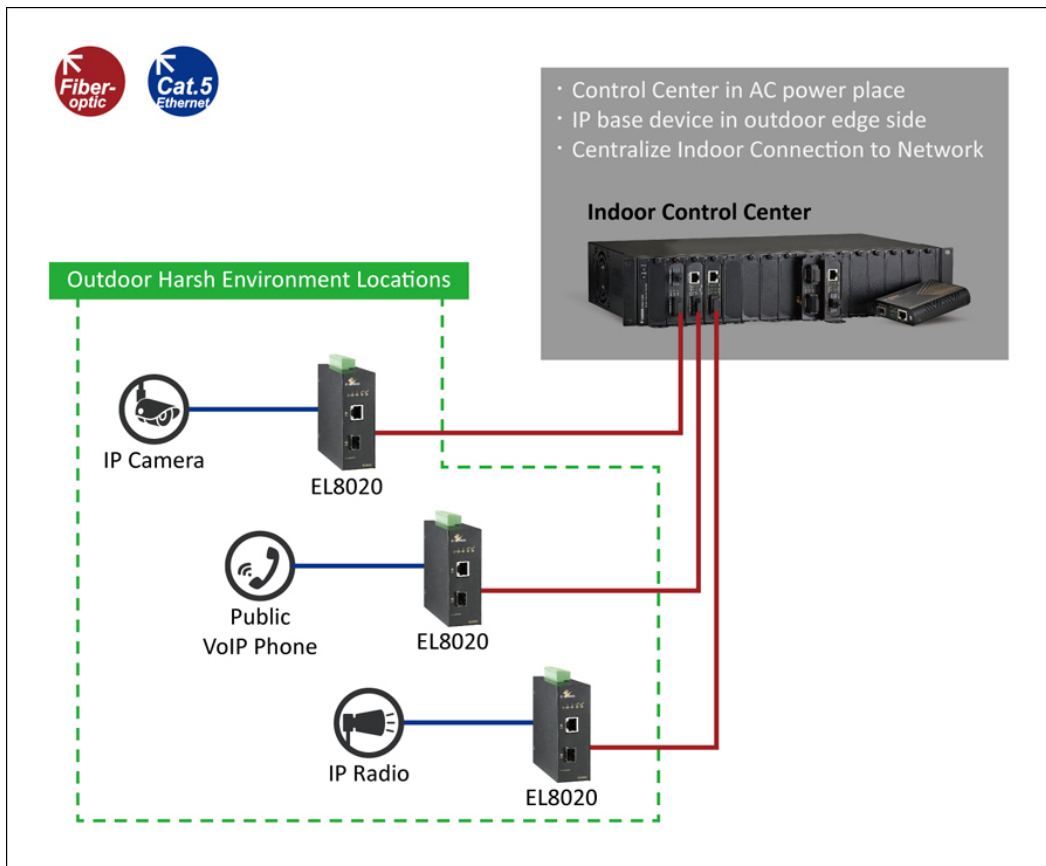 Fiber-
optic
Cat.5
Ethernet
· Control Center in AC power place
· IP base device in outdoor edge side
· Centralize Indoor Connection to Network
Indoor Control Center
Outdoor Harsh Environment Locations
IP Camera
EL8020
Public
VoIP Phone
EL8020
IP Radio
EL8020